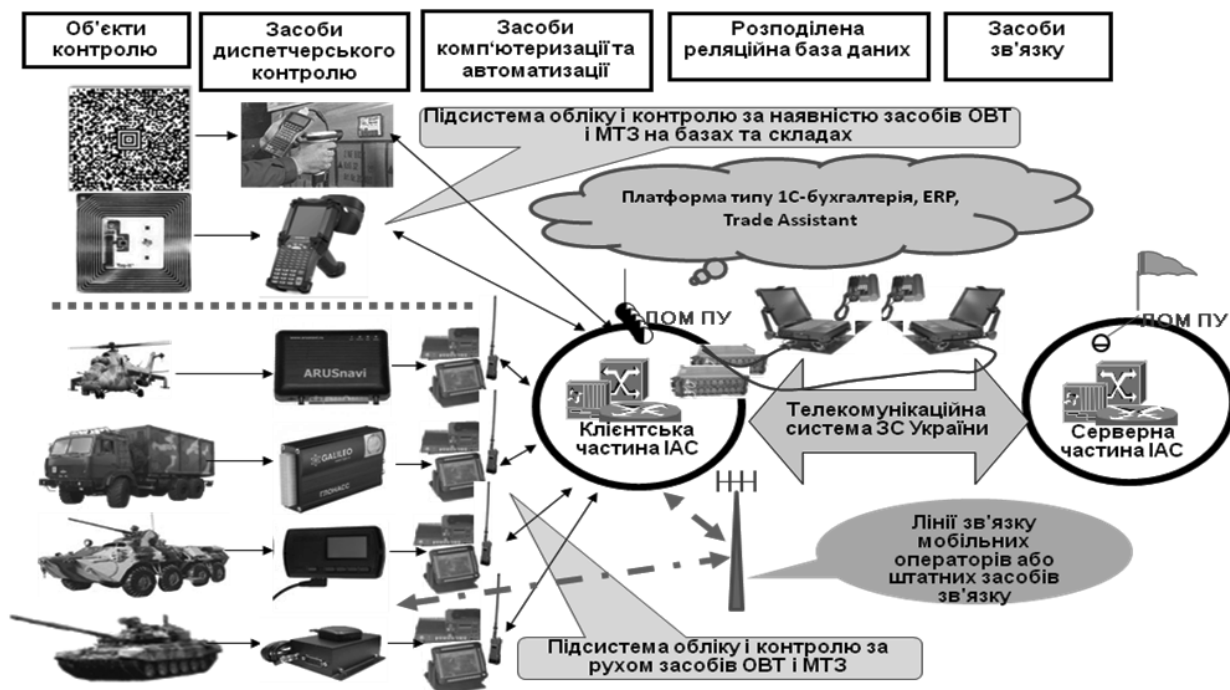 Об'єкти
контролю
Засоби
диспетчерського
контролю
Засоби
комп'ютеризації та
автоматизації
Розподілена
реляційна база даних
Засоби
зв'язку
Підсистема обліку і контролю за наявністю засобів ОВТ
і МТЗ на базах та складах
Платформа типу 1С-бухгалтерія, ERP,
Trade Assistant
ЛОМ ПУ
ЛОМ ПУ
ARUSnavi
Клієнтська
частина ІАС
Телекомунікаційна
система ЗС України
Серверна
частина ІАС
GALILEO
ГЛОНАСС
Лінії зв'язку
мобільних
операторів або
штатних засобів
зв'язку
Підсистема обліку і контролю за
рухом засобів ОВТ і МТЗ